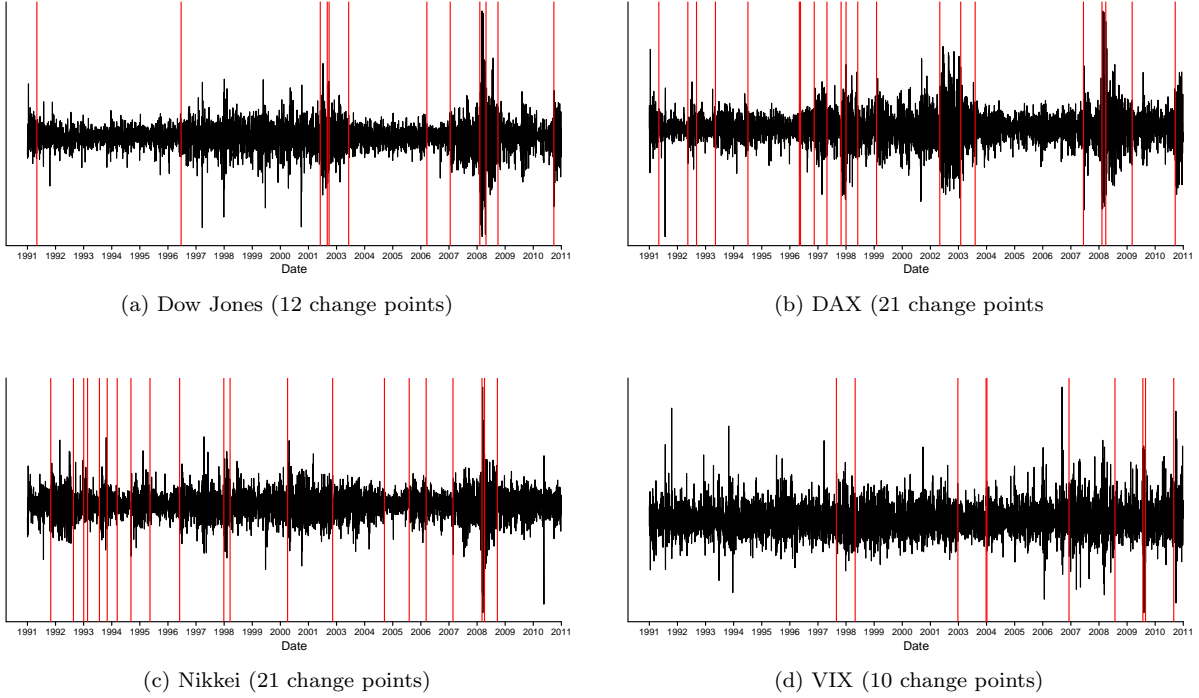 1991 1992 1993 1994 1995 1996 1997 1998 1999 2000 2001 2003 2004 2005 2006 2007 2008 2009 2010 2011
Date
(a) Dow Jones (12 change points)
1991 1992 1993 1994 1995 1996 1997 1998 1999 2000 2001 2003 2004 2005 2006 2007 2008 2009 2010 2011
Date
(b) DAX (21 change points
1991 1992 1993 1994 1995 1996 1997 1998 1999 2000 2001 2003 2004 2005 2006 2007 2008 2009 2010 2011
Date
(c) Nikkei (21 change points)
1991 1992 1993 1994 1995 1996 1997 1998 1999 2000 2001 2003 2004 2005 2006 2007 2008 2009 2010 2011
Date
(d) VIX (10 change points)